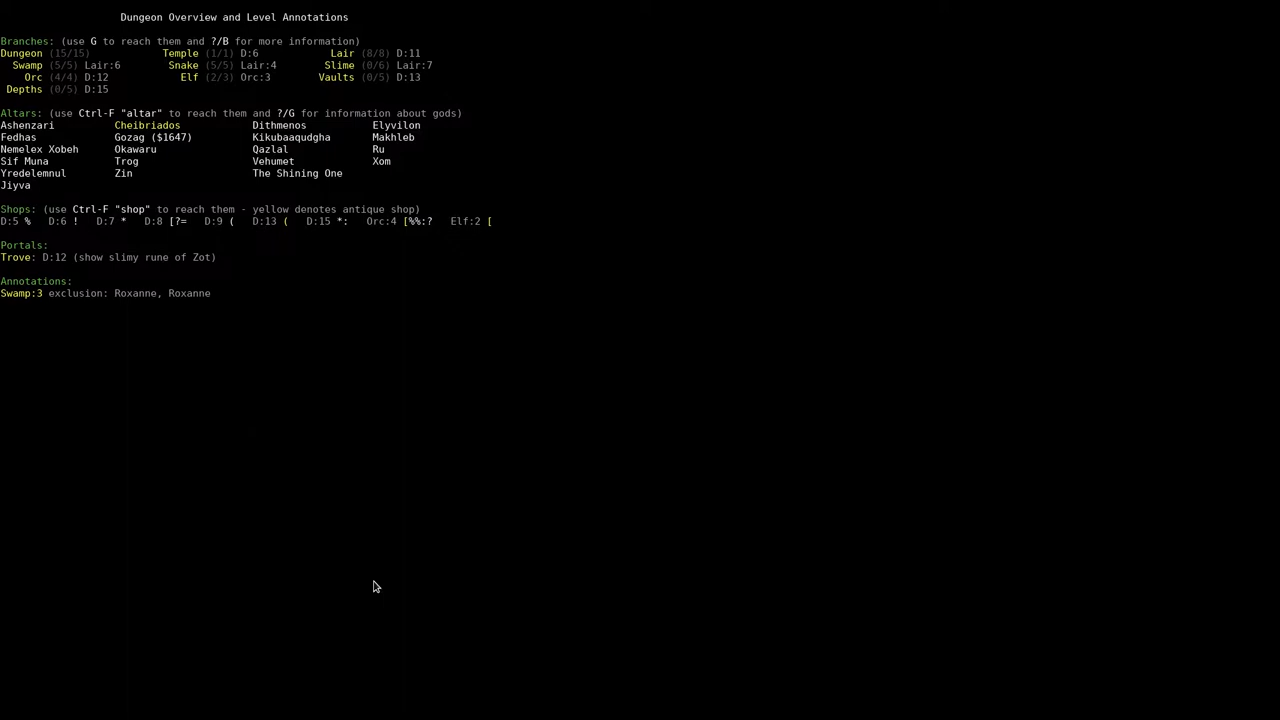 Dungeon Overview and Level Annotations
Branches: (use G to reach them and ?/B for more information)
Dungeon (15/15) Temple (1/1) D:6 Lair (8/8) D:11
Swamp (5/5) Lair:6 Snake (5/5) Lair:4 Slime (0/6) Lair:7
Orc (4/4) D:12 Elf (2/3) Orc:3 Vaults (0/5) D:13
Depths (0/5) D:15
Altars: (use Ctrl-F "altar" to reach them and ?/G for information about gods)
Ashenzari Cheibriados Dithmenos Elyvilon
Fedhas Gozag ($1647) Kikubaaqudgha Makhleb
Nemelex Xobeh Okawaru Qazlal Ru
Sif Muna Trog Vehumet Xom
Yredelemnul Zin The Shining One
Jiyva
Shops: (use Ctrl-F "shop" to reach them - yellow denotes antique shop)
D:5 % D:6 ! D:7 * D:8 [?= D:9 ( D:13 ( D:15 *: Orc:4 [%%:? Elf:2 [
Portals:
Trove: D:12 (show slimy rune of Zot)
Annotations:
Swamp:3 exclusion: Roxanne, Roxanne